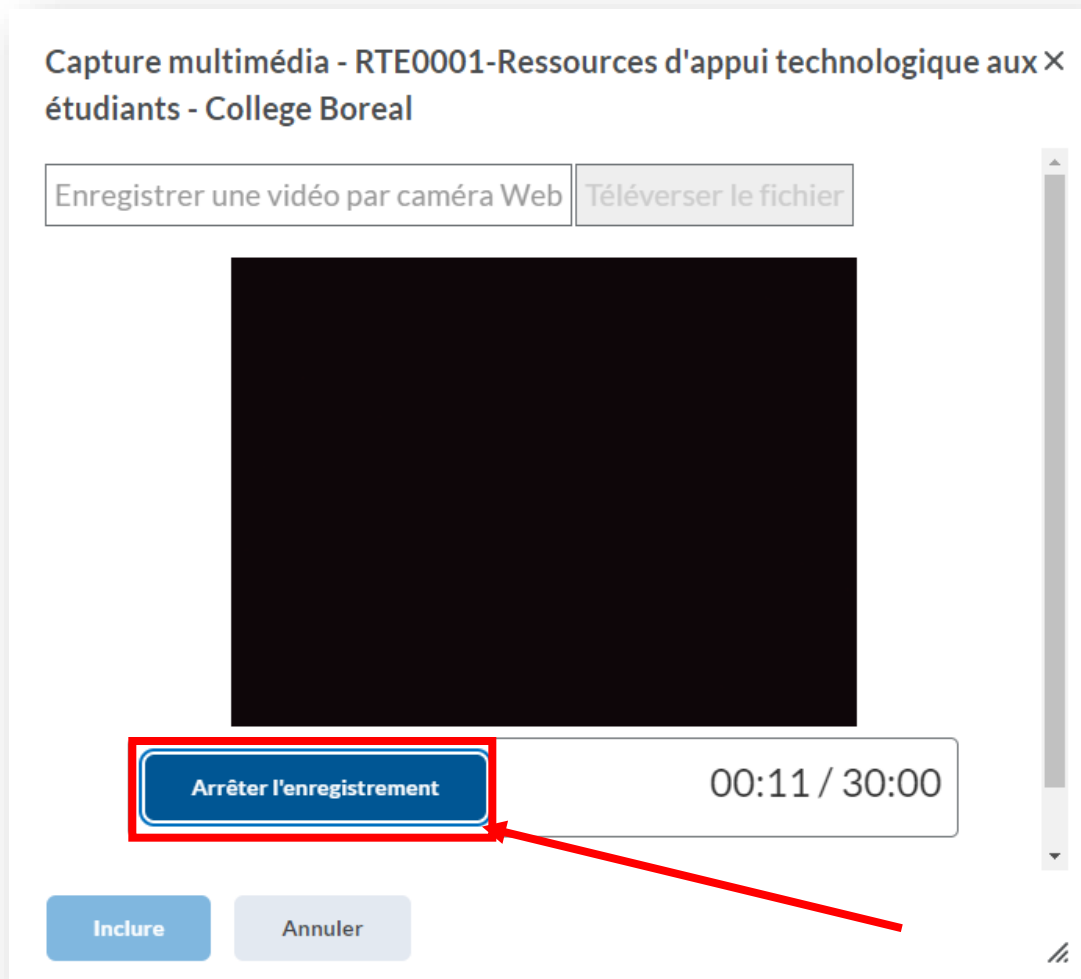 Capture multimédia - RTE0001-Ressources d'appui technologique aux
étudiants - College Boreal
Enregistrer une vidéo par caméra Web Téléverser le fichier
Arrêter l'enregistrement 00:11 / 30:00
Inclure Annuler